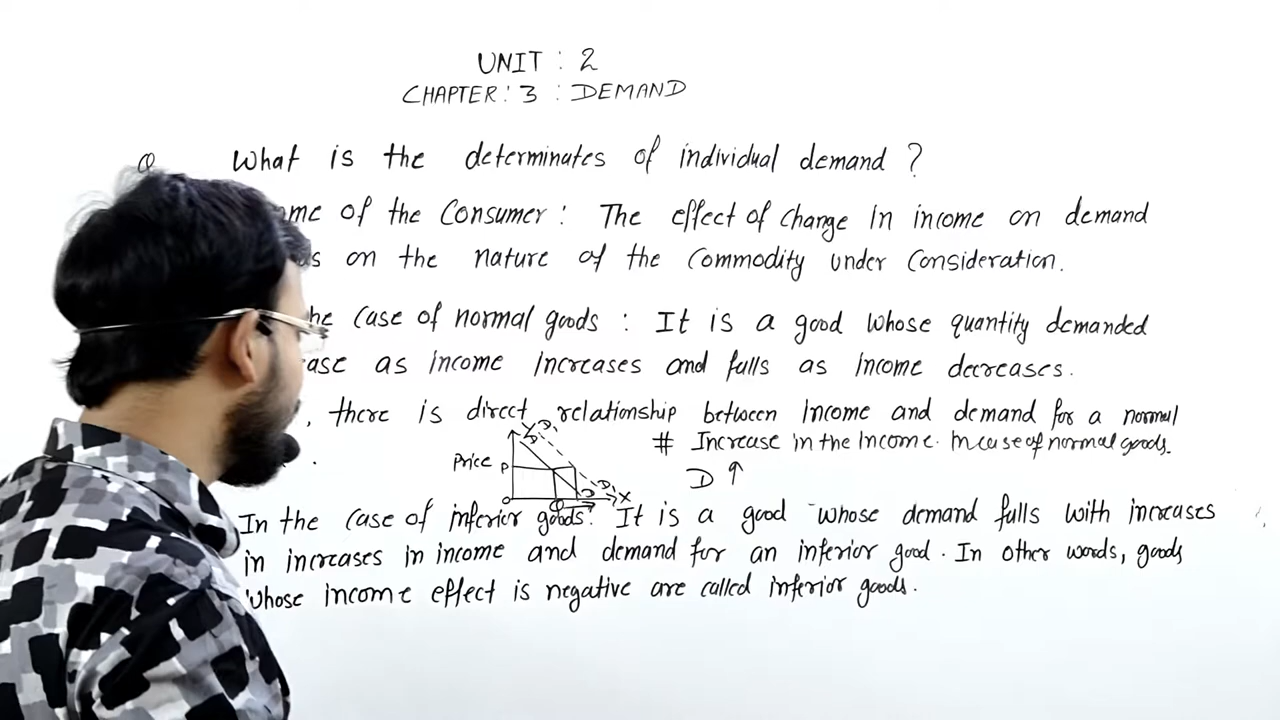 UNIT : 2
CHAPTER : 3 : DEMAND
Q What is the determinates of individual demand ?
of the Consumer : The effect of change In income on demand
on the nature of the Commodity under Consideration.
Case of normal goods : It is a good whose quantity demanded
as income increases and falls as Income decreases.
, there is direct relationship between Income and demand for a normal
# Increase in the Income. In case of normal goods.
Price P
D ↑
D D
D D
O Q X
In the Case of inferior goods. It is a good whose demand falls with increases
in increases in income and demand for an inferior good. In other words, goods
whose income effect is negative are called inferior goods.